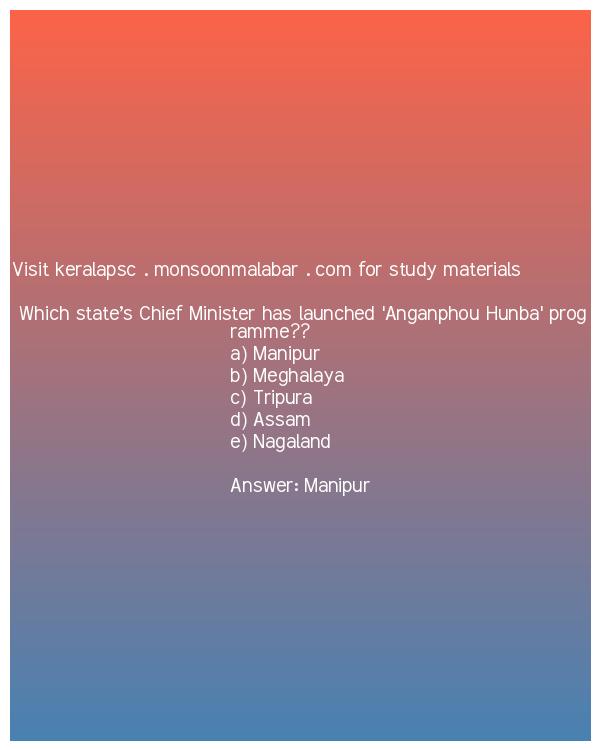 Visit keralapsc . monsoonmalabar . com for study materials
Which state’s Chief Minister has launched 'Anganphou Hunba' prog
ramme??
a) Manipur
b) Meghalaya
c) Tripura
d) Assam
e) Nagaland
Answer: Manipur